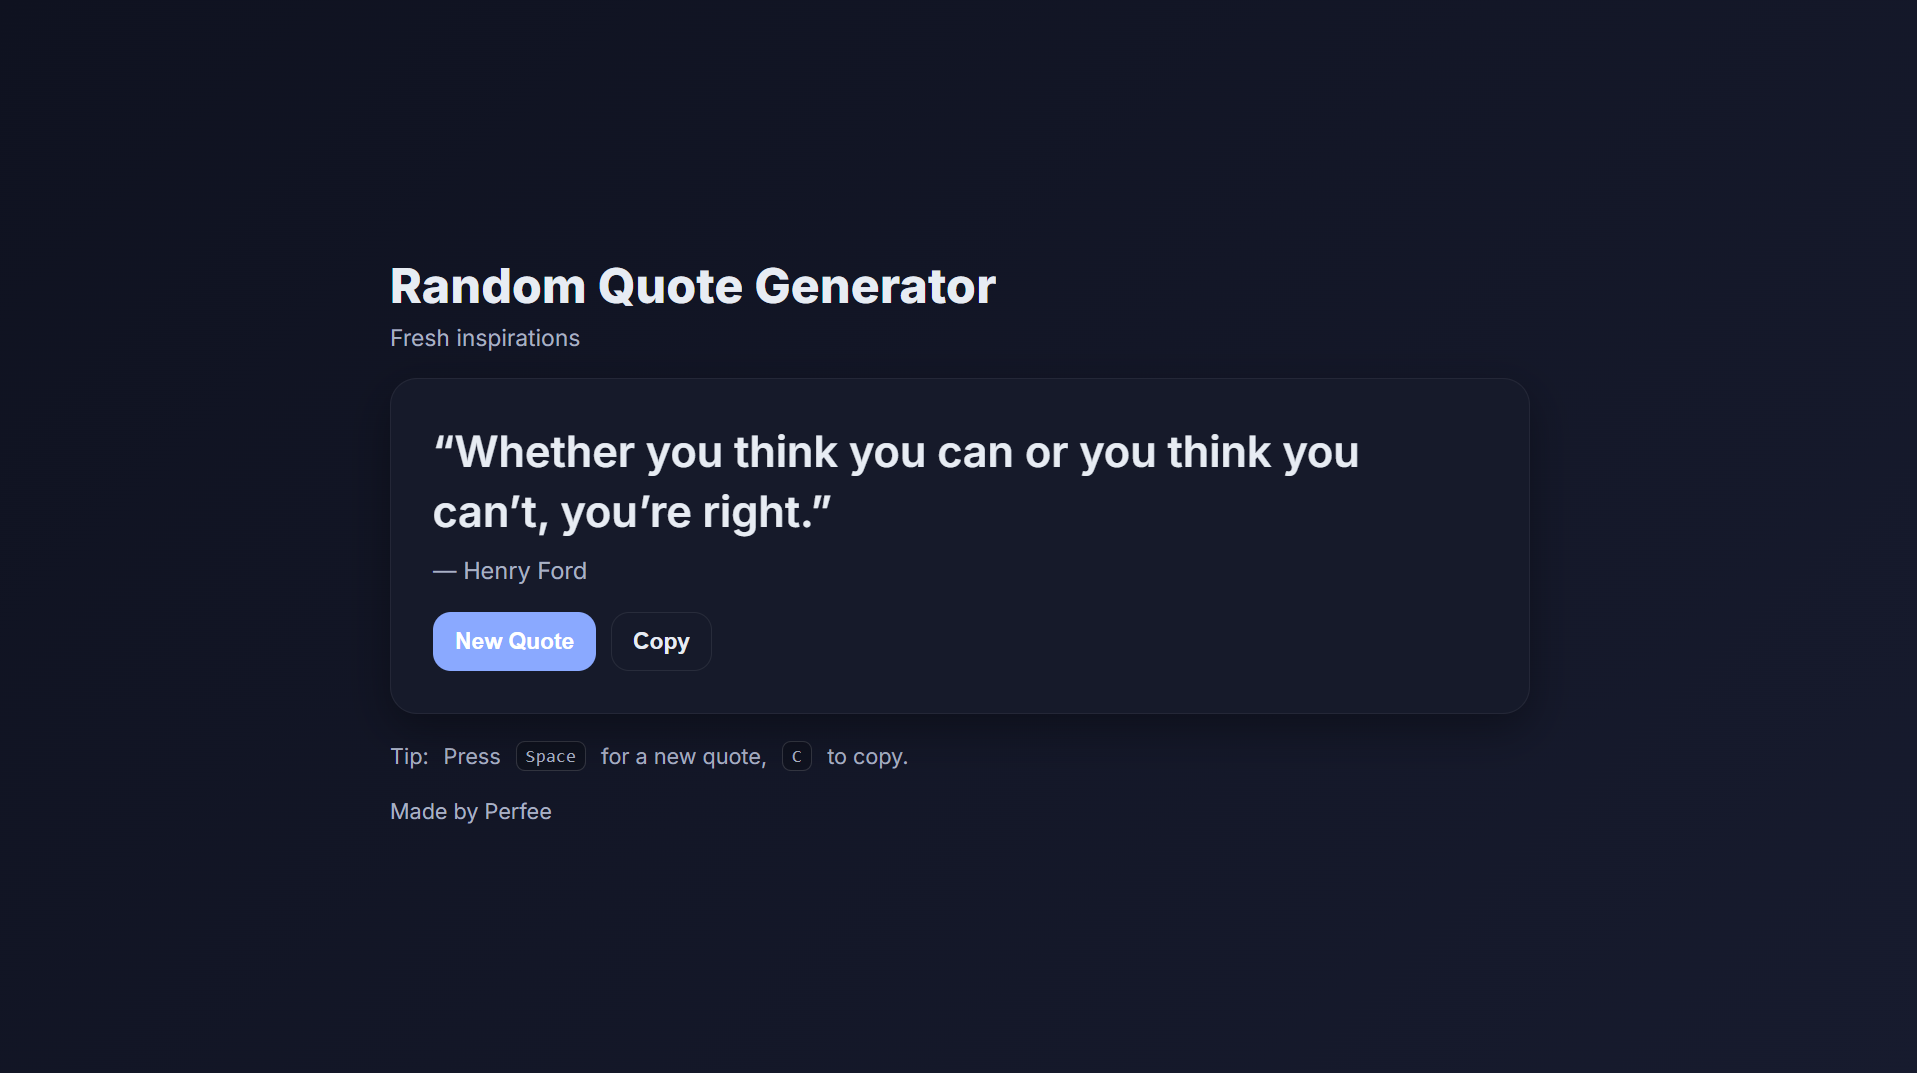 Random Quote Generator
Fresh inspirations
“Whether you think you can or you think you
can’t, you’re right.”
— Henry Ford
New Quote Copy
Tip: Press Space for a new quote, C to copy.
Made by Perfee